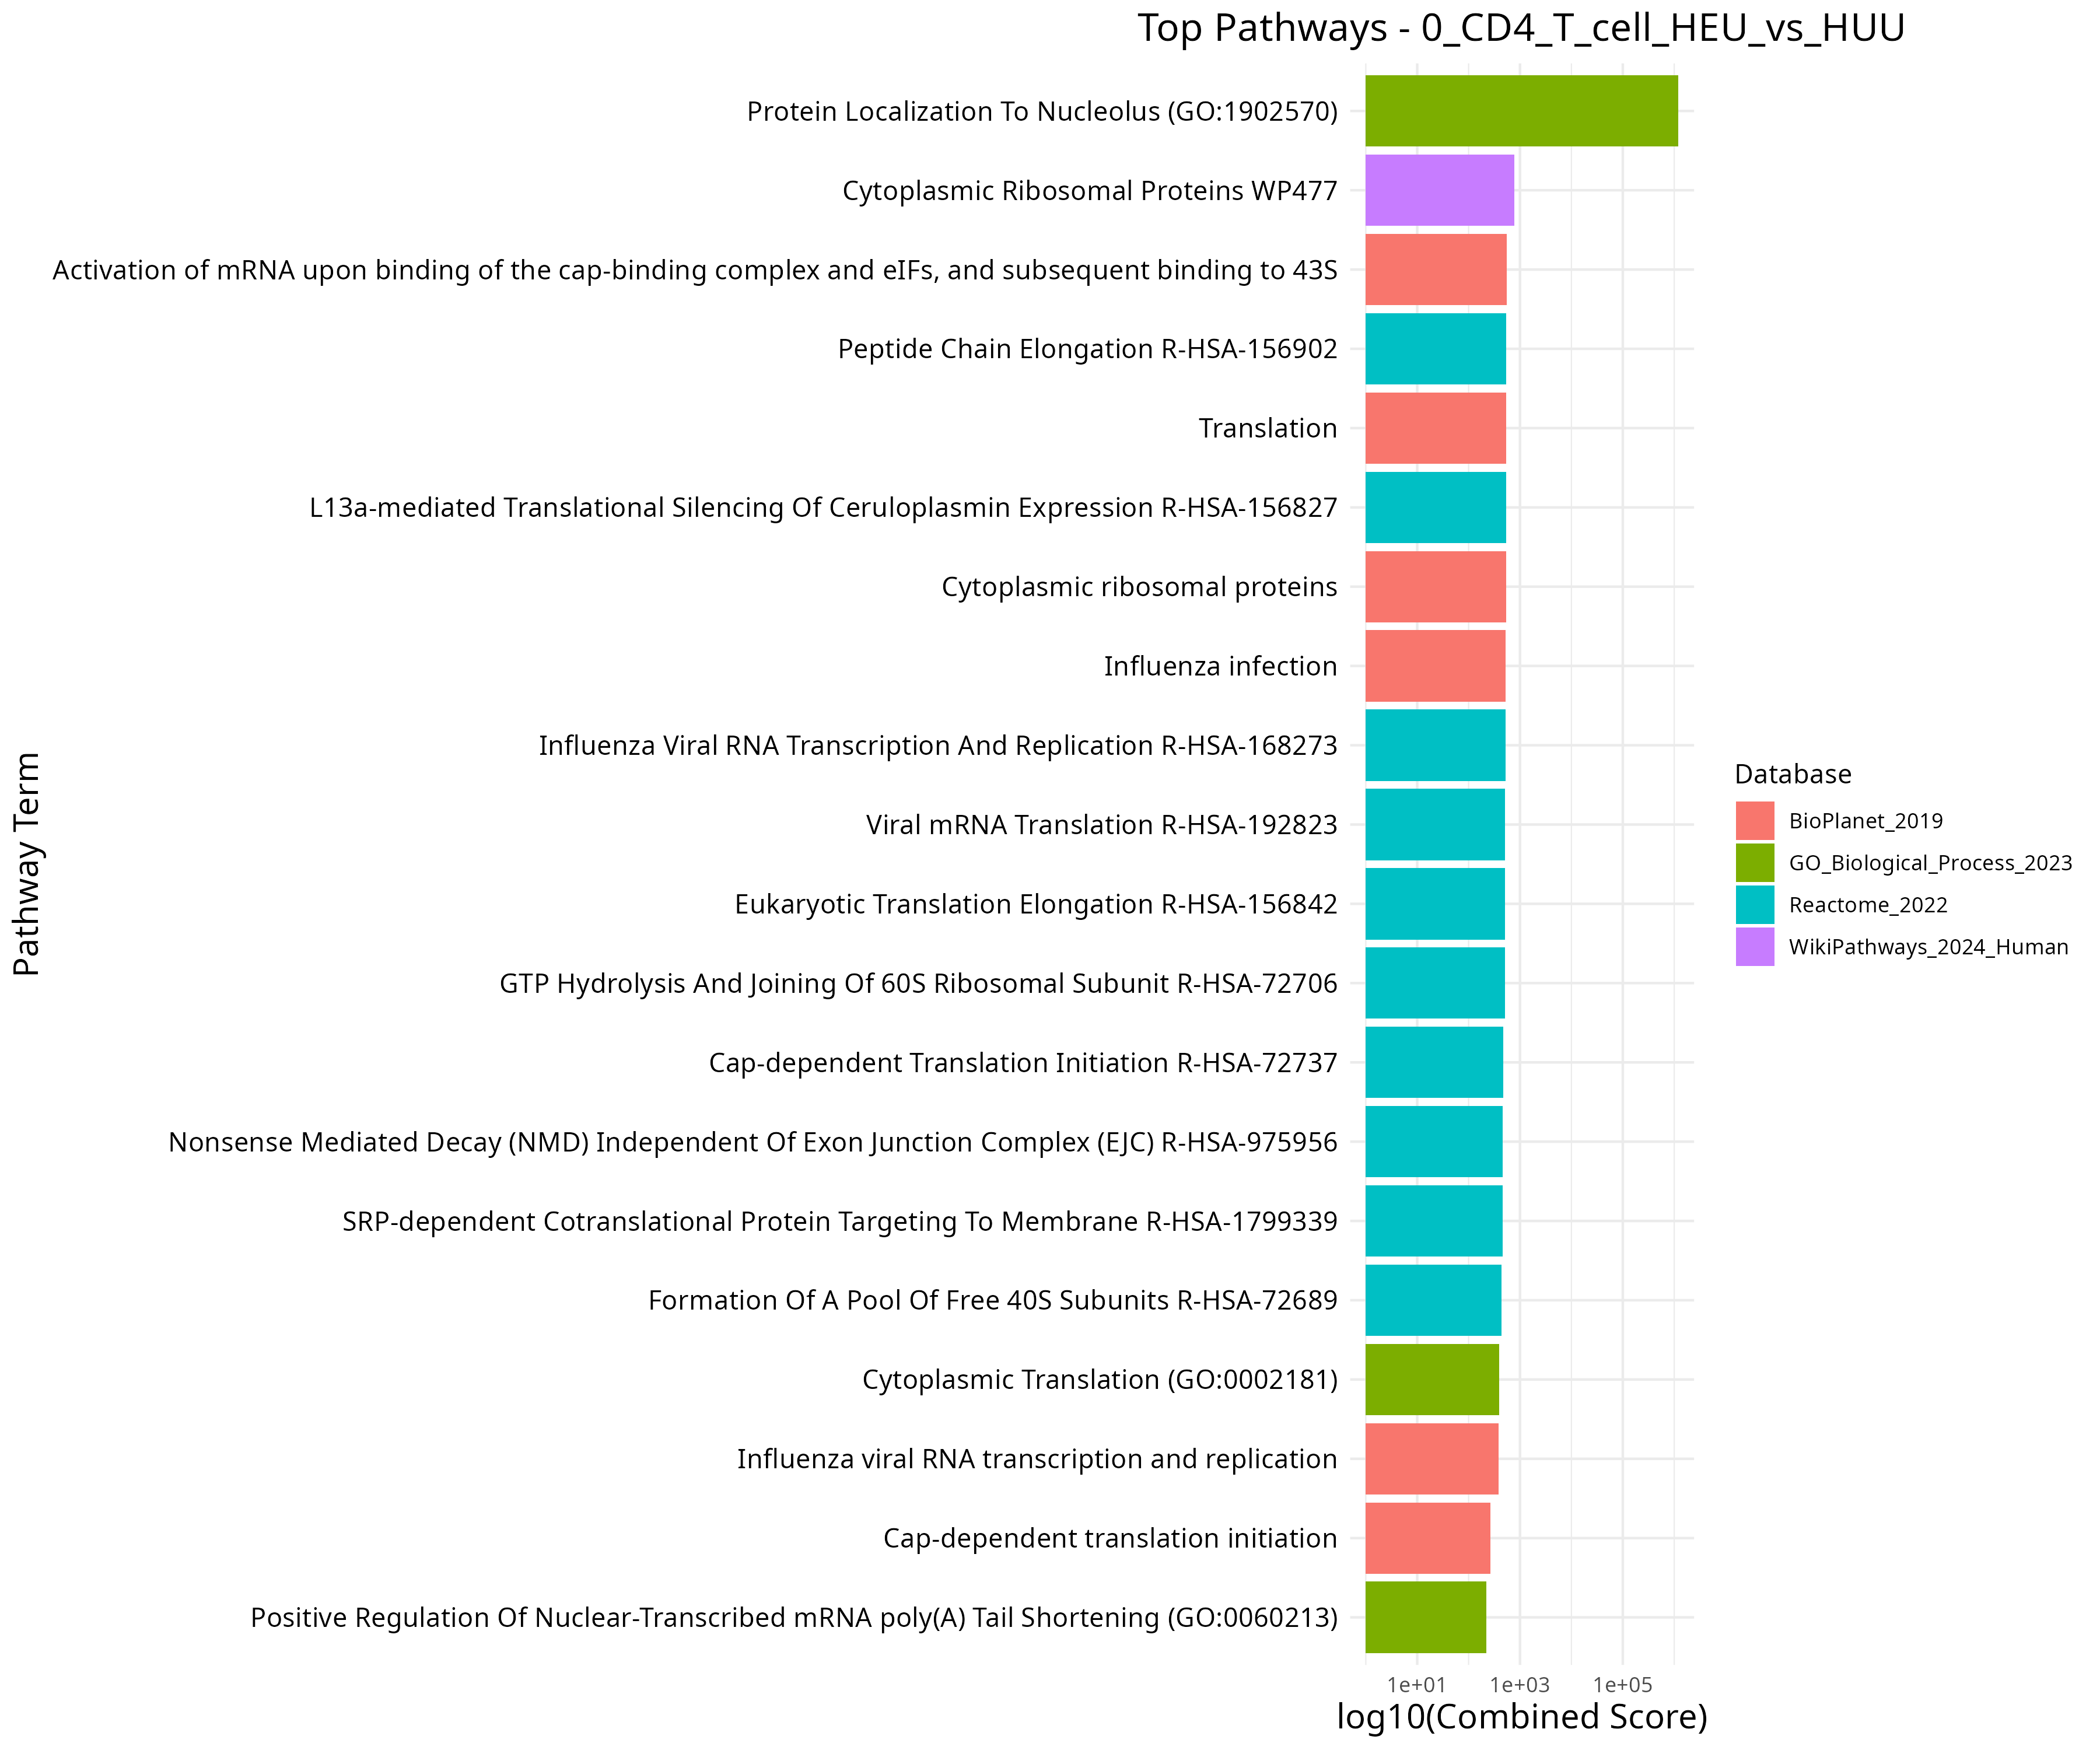 Top Pathways - 0_CD4_T_cell_HEU_vs_HUU
Pathway Term
Protein Localization To Nucleolus (GO:1902570)
Cytoplasmic Ribosomal Proteins WP477
Activation of mRNA upon binding of the cap-binding complex and eIFs, and subsequent binding to 43S
Peptide Chain Elongation R-HSA-156902
Translation
L13a-mediated Translational Silencing Of Ceruloplasmin Expression R-HSA-156827
Cytoplasmic ribosomal proteins
Influenza infection
Influenza Viral RNA Transcription And Replication R-HSA-168273
Viral mRNA Translation R-HSA-192823
Eukaryotic Translation Elongation R-HSA-156842
GTP Hydrolysis And Joining Of 60S Ribosomal Subunit R-HSA-72706
Cap-dependent Translation Initiation R-HSA-72737
Nonsense Mediated Decay (NMD) Independent Of Exon Junction Complex (EJC) R-HSA-975956
SRP-dependent Cotranslational Protein Targeting To Membrane R-HSA-1799339
Formation Of A Pool Of Free 40S Subunits R-HSA-72689
Cytoplasmic Translation (GO:0002181)
Influenza viral RNA transcription and replication
Cap-dependent translation initiation
Positive Regulation Of Nuclear-Transcribed mRNA poly(A) Tail Shortening (GO:0060213)
1e+01 1e+03 1e+05
log10(Combined Score)
Database
BioPlanet_2019
GO_Biological_Process_2023
Reactome_2022
WikiPathways_2024_Human